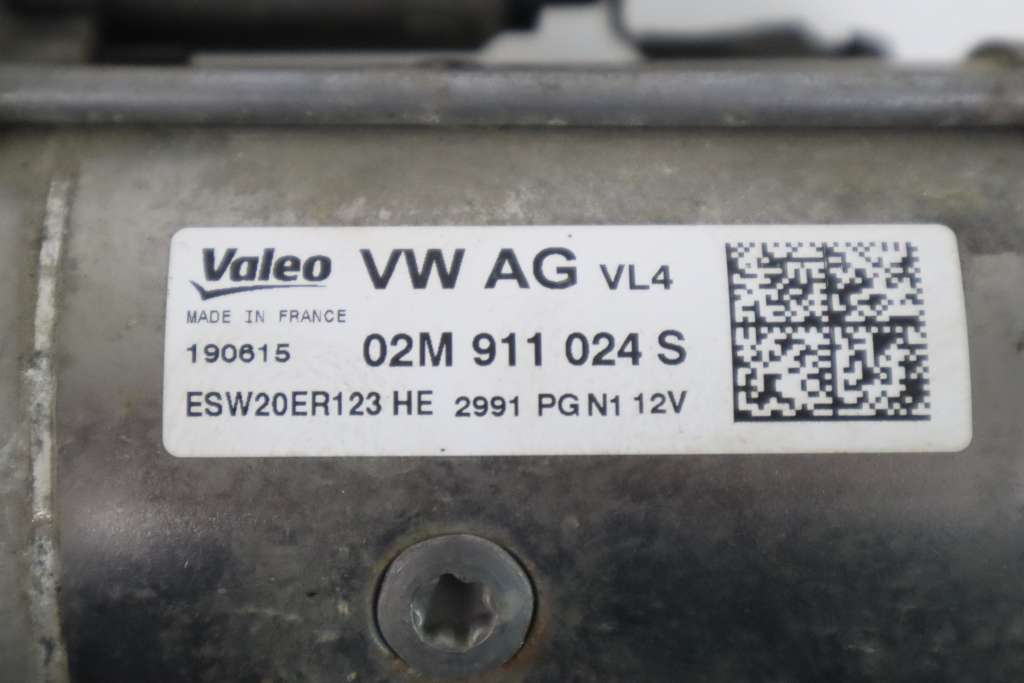 Valeo VW AG VL4
MADE IN FRANCE
190615 02M 911 024 S
ESW20ER123 HE 2991 PG N1 12V